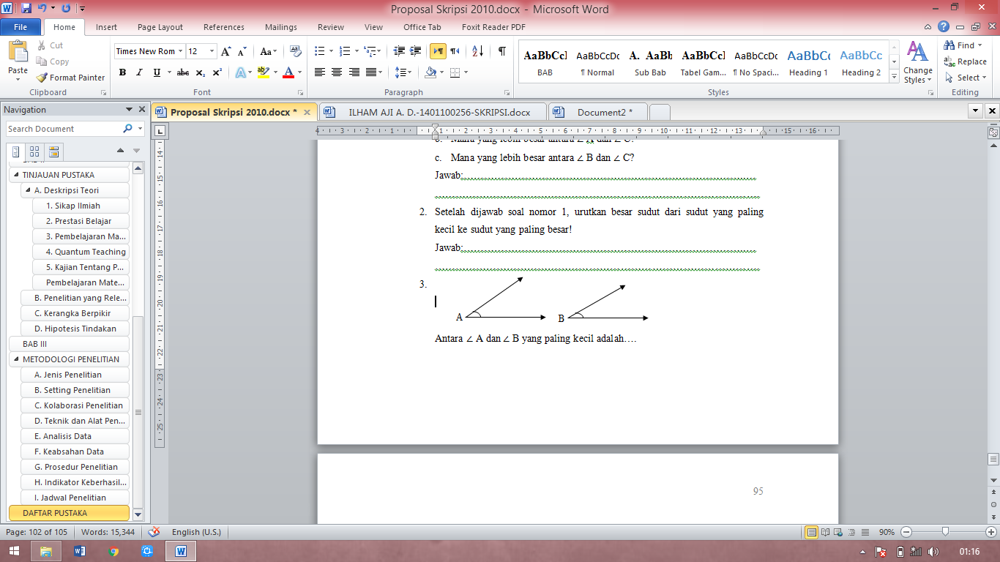 Proposal Skripsi 2010.docx - Microsoft Word
File Home Insert Page Layout References Mailings Review View Office Tab Foxit Reader PDF
Paste
Cut
Copy
Format Painter
Clipboard
Times New Rom 12
Font
Paragraph
AaBbCcI AaBbCcDc A. AaBb AaBbCcI AaBbCcDc AaBbCc AaBbCc
BAB ¶ Normal Sub Bab Tabel Gam... ¶ No Spaci... Heading 1 Heading 2
Change Styles
Styles
Find
Replace
Select
Editing
Navigation
Search Document
TINJAUAN PUSTAKA
A. Deskripsi Teori
1. Sikap Ilmiah
2. Prestasi Belajar
3. Pembelajaran Ma...
4. Quantum Teaching
5. Kajian Tentang P...
Pembelajaran Mate...
B. Penelitian yang Rele...
C. Kerangka Berpikir
D. Hipotesis Tindakan
BAB III
METODOLOGI PENELITIAN
A. Jenis Penelitian
B. Setting Penelitian
C. Kolaborasi Penelitian
D. Teknik dan Alat Pen...
E. Analisis Data
F. Keabsahan Data
G. Prosedur Penelitian
H. Indikator Keberhasil...
I. Jadwal Penelitian
DAFTAR PUSTAKA
Proposal Skripsi 2010.docx * ILHAM AJI A. D.-1401100256-SKRIPSI.docx Document2 *
c. Mana yang lebih besar antara ∠ B dan ∠ C?
Jawab:
2. Setelah dijawab soal nomor 1, urutkan besar sudut dari sudut yang paling
kecil ke sudut yang paling besar!
Jawab:
3.
A B
Antara ∠ A dan ∠ B yang paling kecil adalah….
95
Page: 102 of 105 Words: 15,344 English (U.S.) 90%
01:16